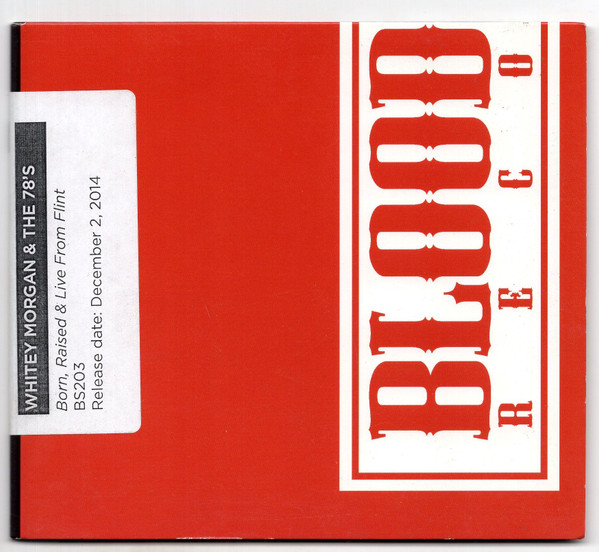 WHITEY MORGAN & THE 78'S
Born, Raised & Live From Flint
BS203
Release date: December 2, 2014
BLOOD
RECO